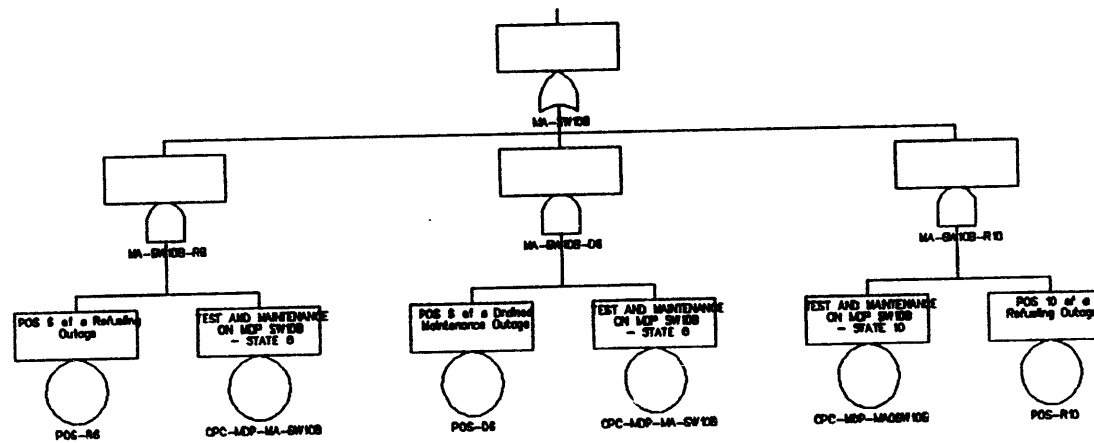 MA-SW10B
MA-SW10B-R6
MA-SW10B-D6
MA-SW10B-R10
POS 6 of a Refueling
Outage
TEST AND MAINTENANCE
ON MDP SW10B
- STATE 6
POS 6 of a Drained
Maintenance Outage
TEST AND MAINTENANCE
ON MDP SW10B
- STATE 6
TEST AND MAINTENANCE
ON MDP SW10B
- STATE 10
POS 10 of a
Refueling Outage
POS-R6
CPC-MDP-MA-SW10B
POS-D6
CPC-MDP-MA-SW10B
CPC-MDP-MA0SW10B
POS-R10